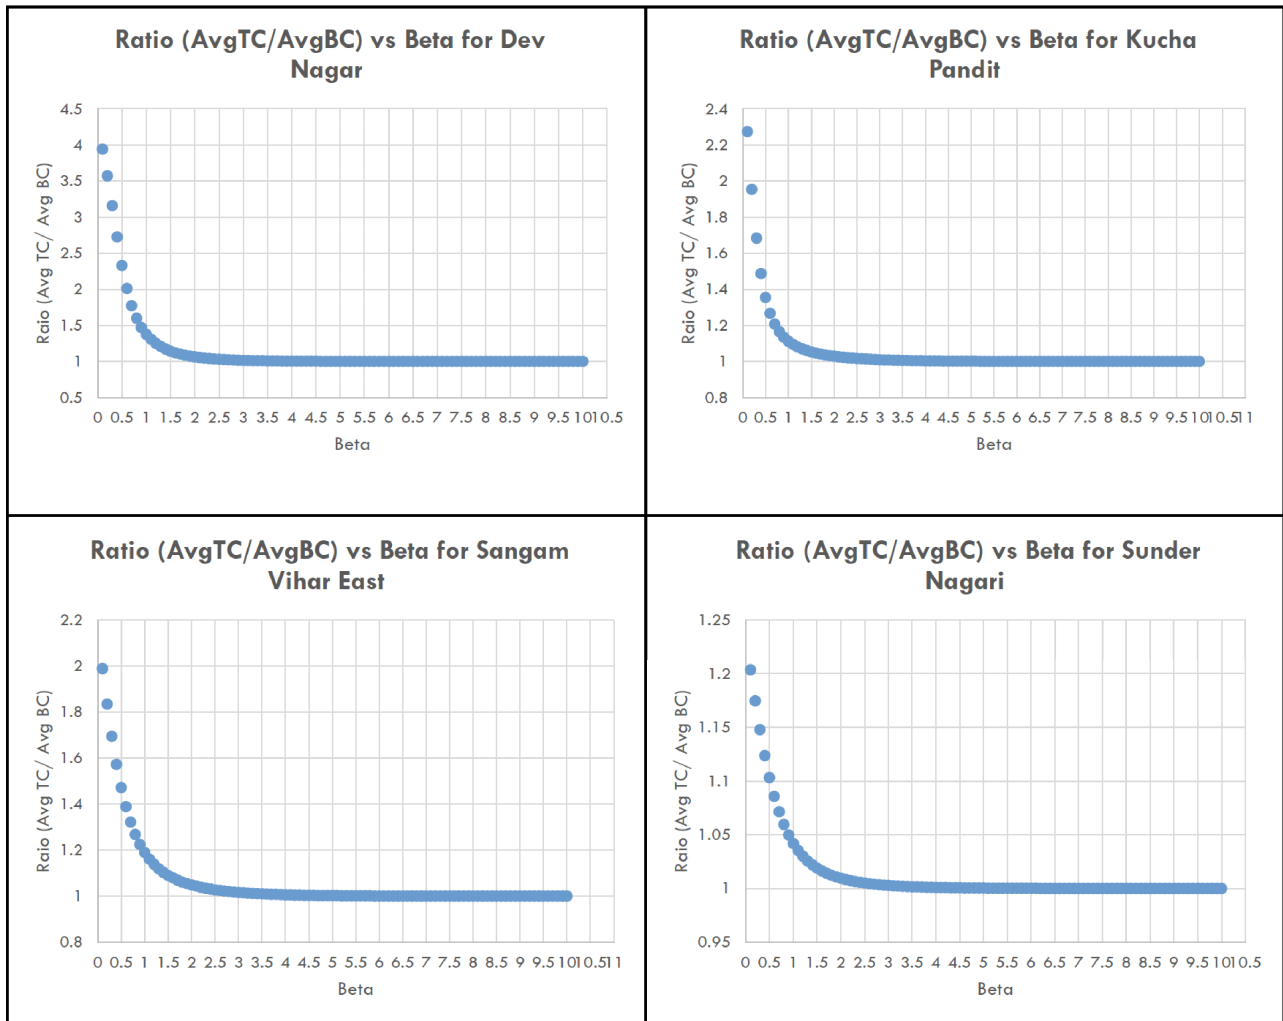 Ratio (AvgTC/AvgBC) vs Beta for Dev
Nagar
4.5
4
3.5
3
2.5
2
1.5
1
0.5
Raio (Avg TC/ Avg BC)
0 0.5 1 1.5 2 2.5 3 3.5 4 4.5 5 5.5 6 6.5 7 7.5 8 8.5 9 9.5 10 10.5
Beta
Ratio (AvgTC/AvgBC) vs Beta for Kucha
Pandit
2.4
2.2
2
1.8
1.6
1.4
1.2
1
0.8
Raio (Avg TC/ Avg BC)
0 0.5 1 1.5 2 2.5 3 3.5 4 4.5 5 5.5 6 6.5 7 7.5 8 8.5 9 9.5 10 10.5 11
Beta
Ratio (AvgTC/AvgBC) vs Beta for Sangam
Vihar East
2.2
2
1.8
1.6
1.4
1.2
1
0.8
Raio (Avg TC/ Avg BC)
0 0.5 1 1.5 2 2.5 3 3.5 4 4.5 5 5.5 6 6.5 7 7.5 8 8.5 9 9.5 10 10.5 11
Beta
Ratio (AvgTC/AvgBC) vs Beta for Sunder
Nagari
1.25
1.2
1.15
1.1
1.05
1
0.95
Raio (Avg TC/ Avg BC)
0 0.5 1 1.5 2 2.5 3 3.5 4 4.5 5 5.5 6 6.5 7 7.5 8 8.5 9 9.5 10 10.5
Beta